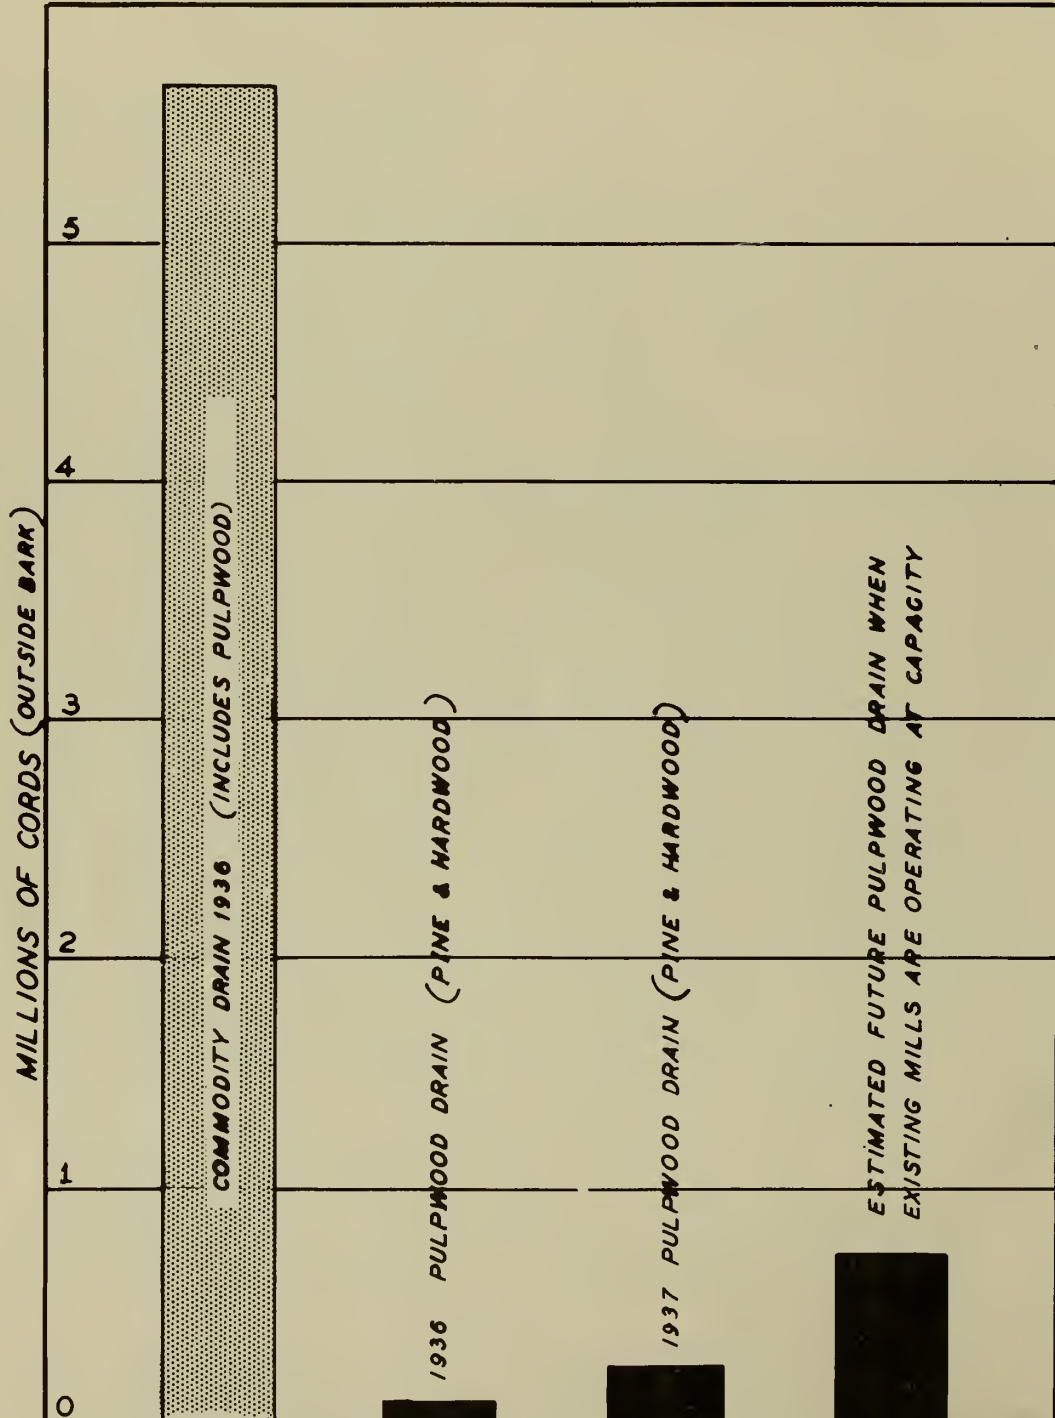 MILLIONS OF CORDS (OUTSIDE BARK)
5
4
3
2
1
0
COMMODITY DRAIN 1936 (INCLUDES PULPWOOD)
1936 PULPWOOD DRAIN (PINE & HARDWOOD)
1937 PULPWOOD DRAIN (PINE & HARDWOOD)
ESTIMATED FUTURE PULPWOOD DRAIN WHEN
EXISTING MILLS ARE OPERATING AT CAPACITY